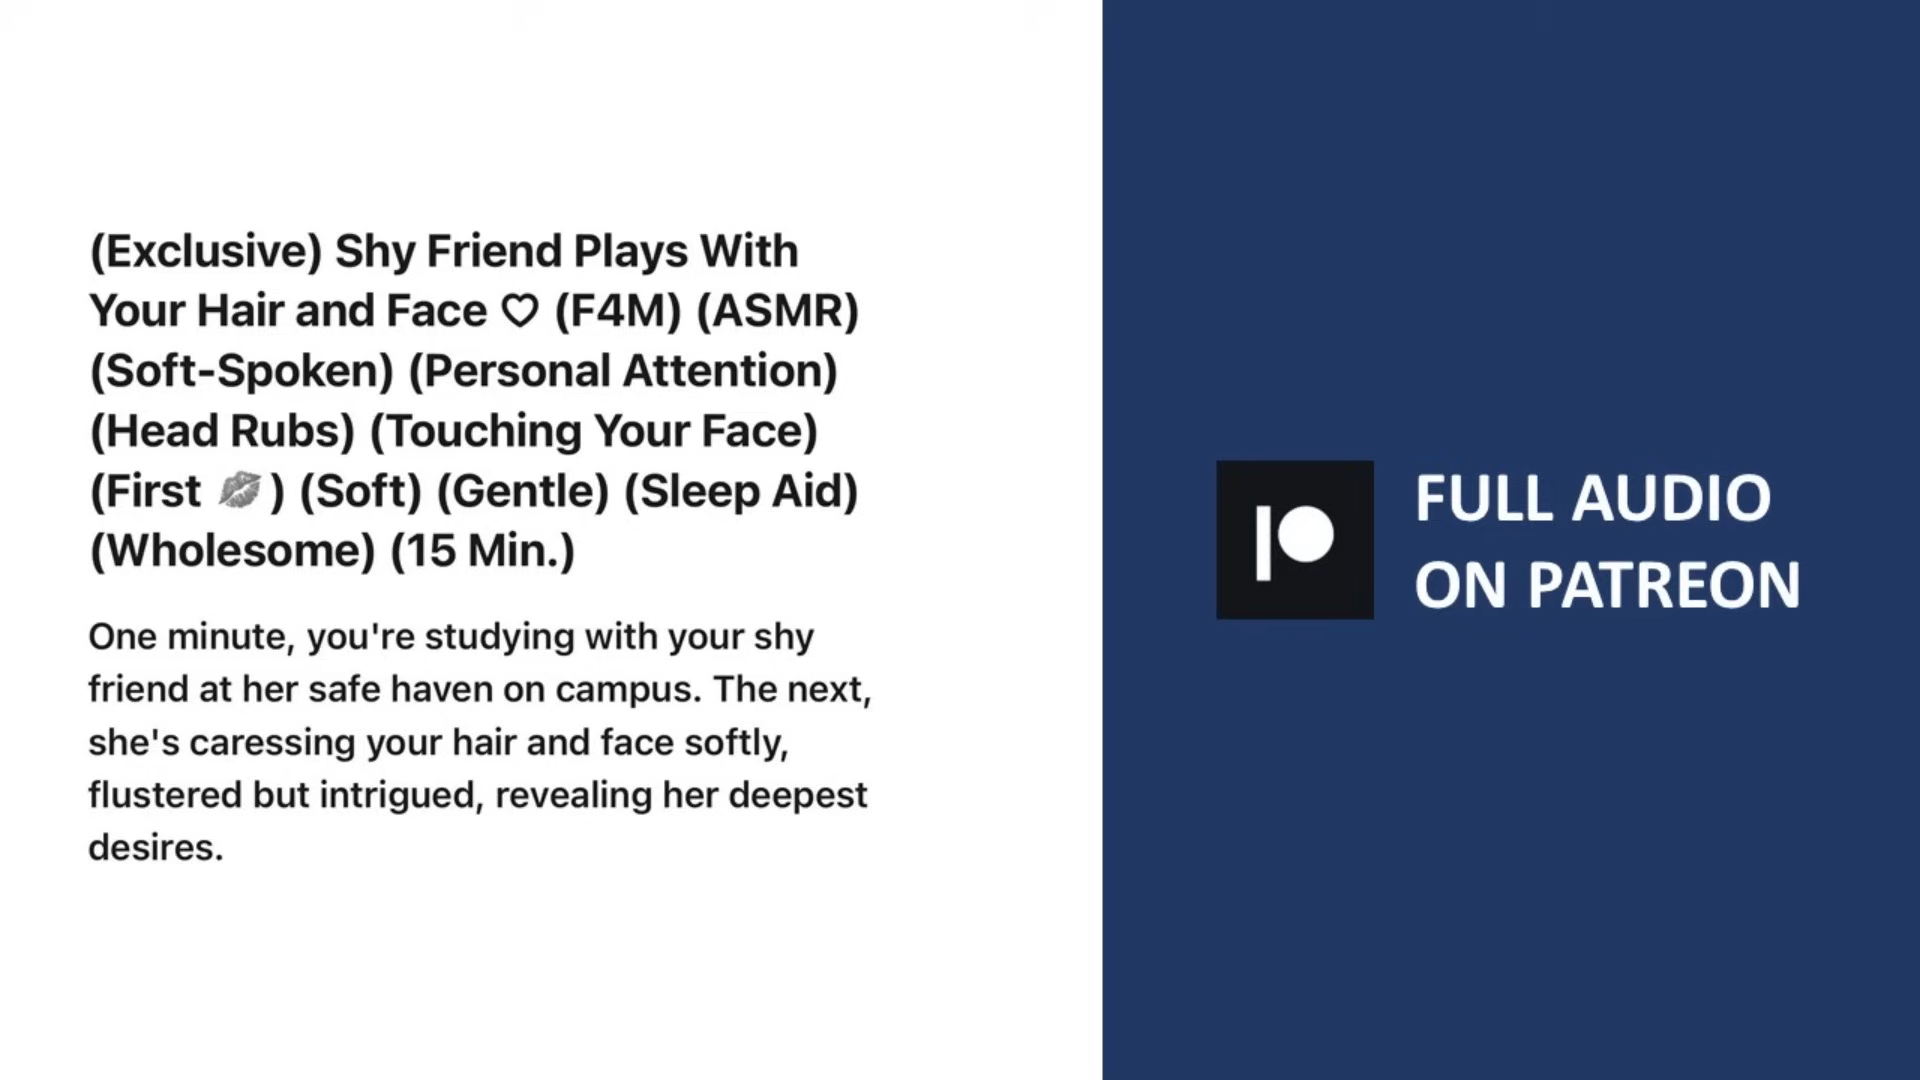 (Exclusive) Shy Friend Plays With
Your Hair and Face ♡ (F4M) (ASMR)
(Soft-Spoken) (Personal Attention)
(Head Rubs) (Touching Your Face)
(First 💋) (Soft) (Gentle) (Sleep Aid)
(Wholesome) (15 Min.)
One minute, you're studying with your shy
friend at her safe haven on campus. The next,
she's caressing your hair and face softly,
flustered but intrigued, revealing her deepest
desires.
FULL AUDIO
ON PATREON